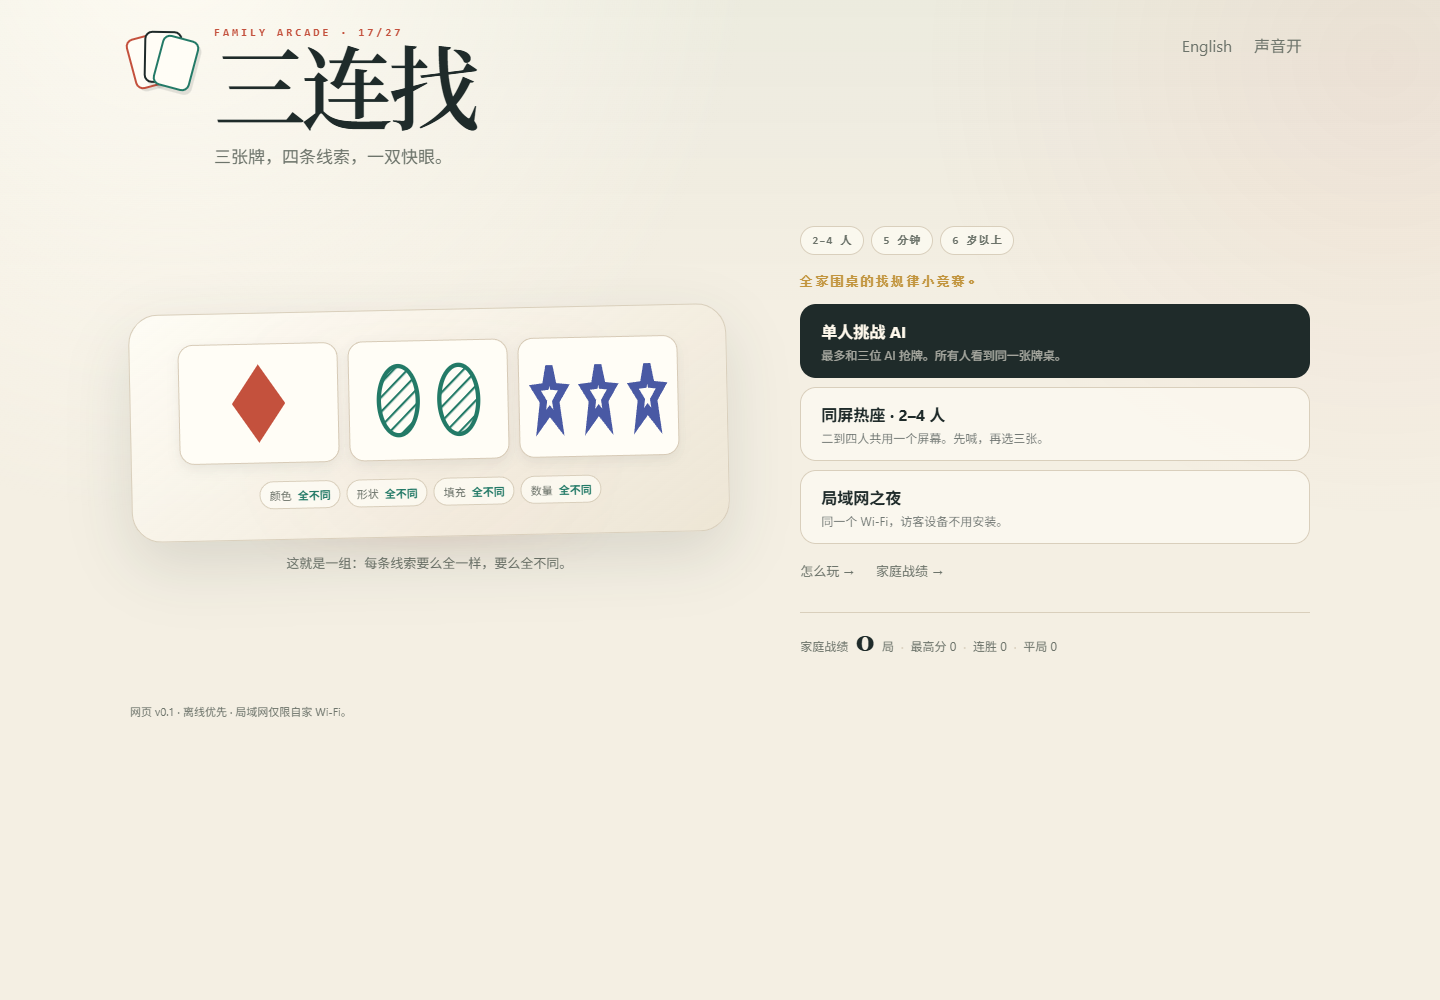 FAMILY ARCADE · 17/27
三连找
三张牌，四条线索，一双快眼。
English 声音开
颜色 全不同
形状 全不同
填充 全不同
数量 全不同
这就是一组：每条线索要么全一样，要么全不同。
2–4 人
5 分钟
6 岁以上
全家围桌的找规律小竞赛。
单人挑战 AI
最多和三位 AI 抢牌。所有人看到同一张牌桌。
同屏热座 · 2–4 人
二到四人共用一个屏幕。先喊，再选三张。
局域网之夜
同一个 Wi-Fi，访客设备不用安装。
怎么玩 → 家庭战绩 →
家庭战绩 0 局 · 最高分 0 · 连胜 0 · 平局 0
网页 v0.1 · 离线优先 · 局域网仅限自家 Wi-Fi。